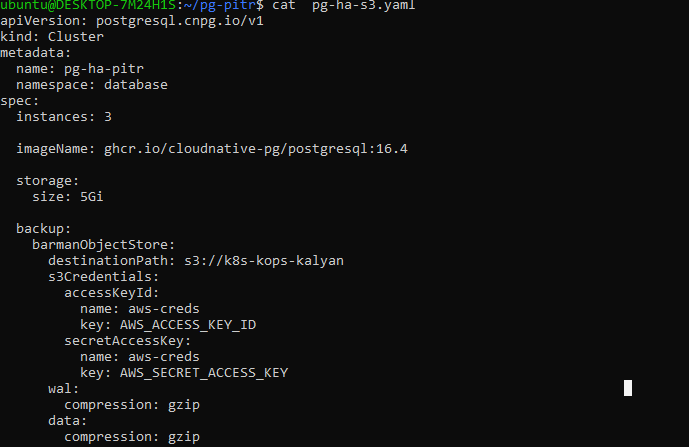 ubuntu@DESKTOP-7M24H1S:~/pg-pitr$ cat  pg-ha-s3.yaml
apiVersion: postgresql.cnpg.io/v1
kind: Cluster
metadata:
  name: pg-ha-pitr
  namespace: database
spec:
  instances: 3

  imageName: ghcr.io/cloudnative-pg/postgresql:16.4

  storage:
    size: 5Gi

  backup:
    barmanObjectStore:
      destinationPath: s3://k8s-kops-kalyan
      s3Credentials:
        accessKeyId:
          name: aws-creds
          key: AWS_ACCESS_KEY_ID
        secretAccessKey:
          name: aws-creds
          key: AWS_SECRET_ACCESS_KEY
      wal:
        compression: gzip
      data:
        compression: gzip